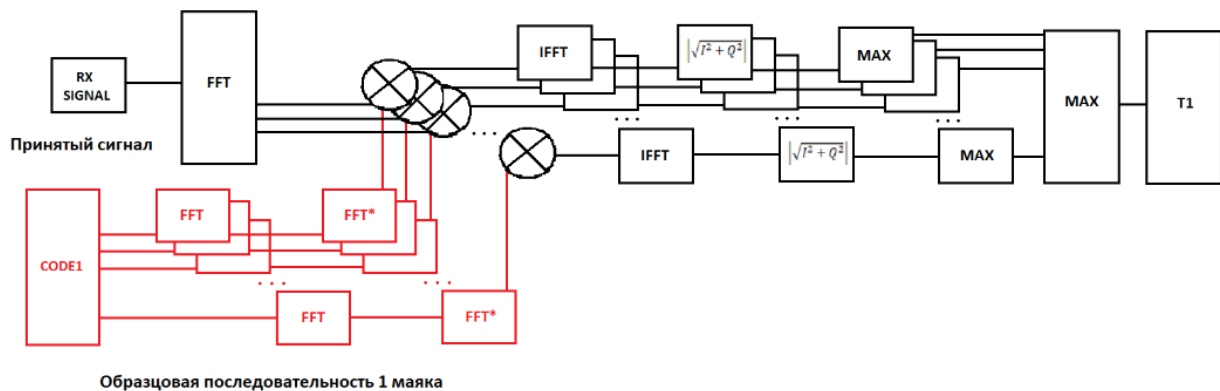 RX
SIGNAL
Принятый сигнал
FFT
IFFT
|√I² + Q²|
MAX
. . .
. . .
. . .
. . .
IFFT
|√I² + Q²|
MAX
MAX
T1
CODE1
FFT
FFT*
. . .
. . .
FFT
FFT*
Образцовая последовательность 1 маяка